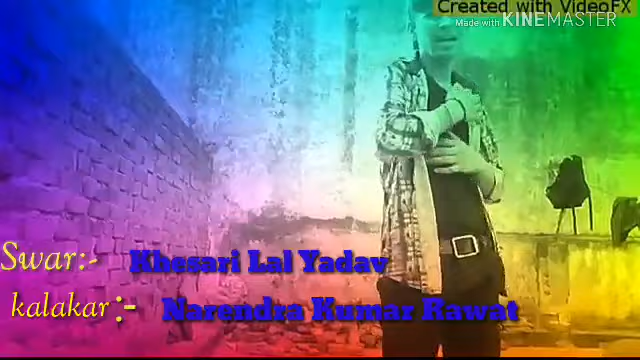 Created with VideoFX
Made with KINEMASTER
Swar:- Khesari Lal Yadav
kalakar:- Narendra Kumar Rawat